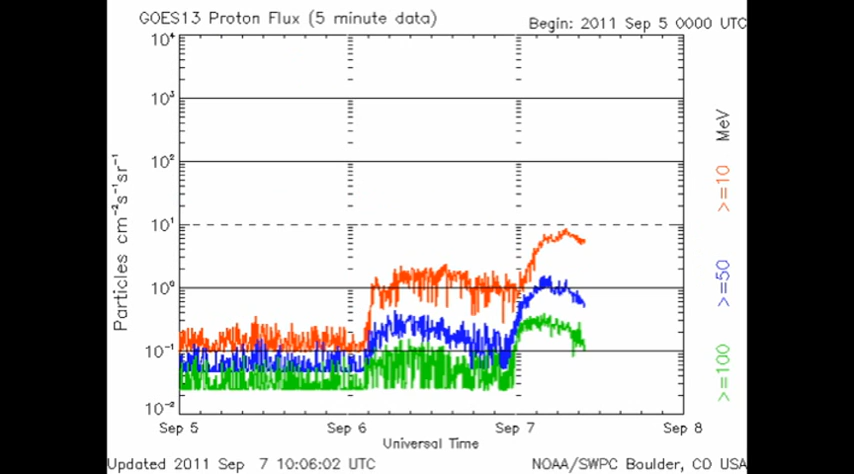 GOES13 Proton Flux (5 minute data)
Begin: 2011 Sep 5 0000 UTC
10⁴
10³
10²
10¹
10⁰
10⁻¹
10⁻²
Particles cm⁻²s⁻¹sr⁻¹
MeV
>=10
>=50
>=100
Sep 5
Sep 6
Sep 7
Sep 8
Universal Time
Updated 2011 Sep 7 10:06:02 UTC
NOAA/SWPC Boulder, CO USA